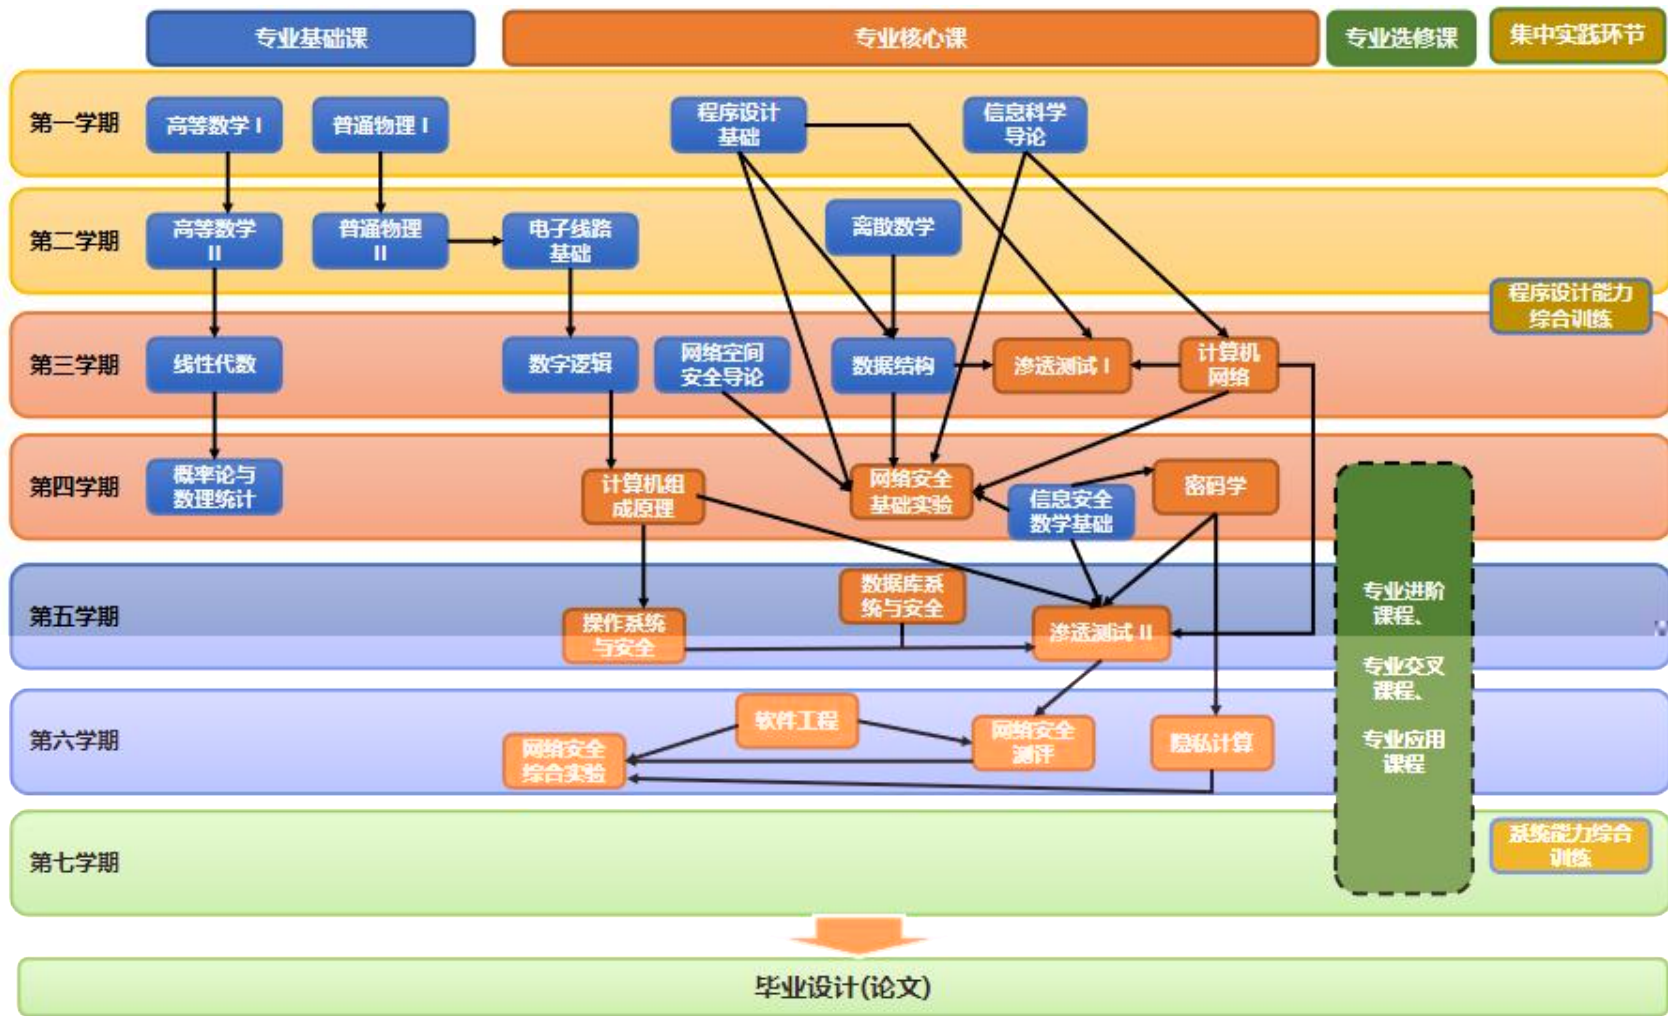 专业基础课
专业核心课
专业选修课
集中实践环节
第一学期
高等数学 I
普通物理 I
程序设计
基础
信息科学
导论
第二学期
高等数学
II
普通物理
II
电子线路
基础
离散数学
程序设计能力
综合训练
第三学期
线性代数
数字逻辑
网络空间
安全导论
数据结构
渗透测试 I
计算机
网络
第四学期
概率论与
数理统计
计算机组
成原理
网络安全
基础实验
信息安全
数学基础
密码学
第五学期
操作系统
与安全
数据库系
统与安全
渗透测试 II
专业进阶
课程、
专业交叉
课程、
专业应用
课程
第六学期
网络安全
综合实验
软件工程
网络安全
测评
隐私计算
第七学期
系统能力综合
训练
毕业设计(论文)